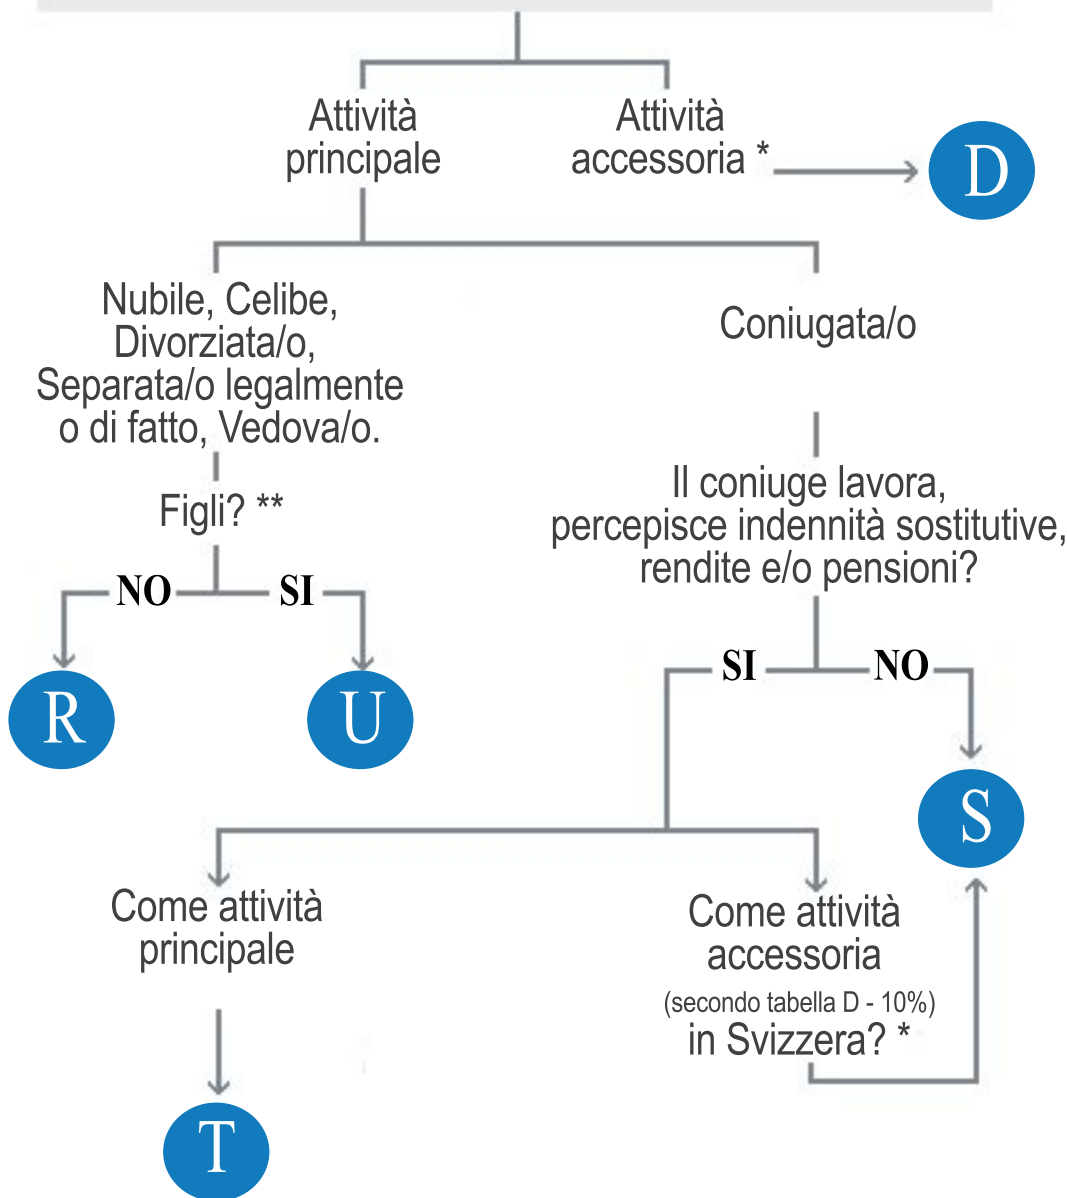 Attività
principale
Attività
accessoria *
D
Nubile, Celibe,
Divorziata/o,
Separata/o legalmente
o di fatto, Vedova/o.
Coniugata/o
Figli? **
Il coniuge lavora,
percepisce indennità sostitutive,
rendite e/o pensioni?
NO
SI
SI
NO
R
U
S
Come attività
principale
Come attività
accessoria
(secondo tabella D - 10%)
in Svizzera? *
T